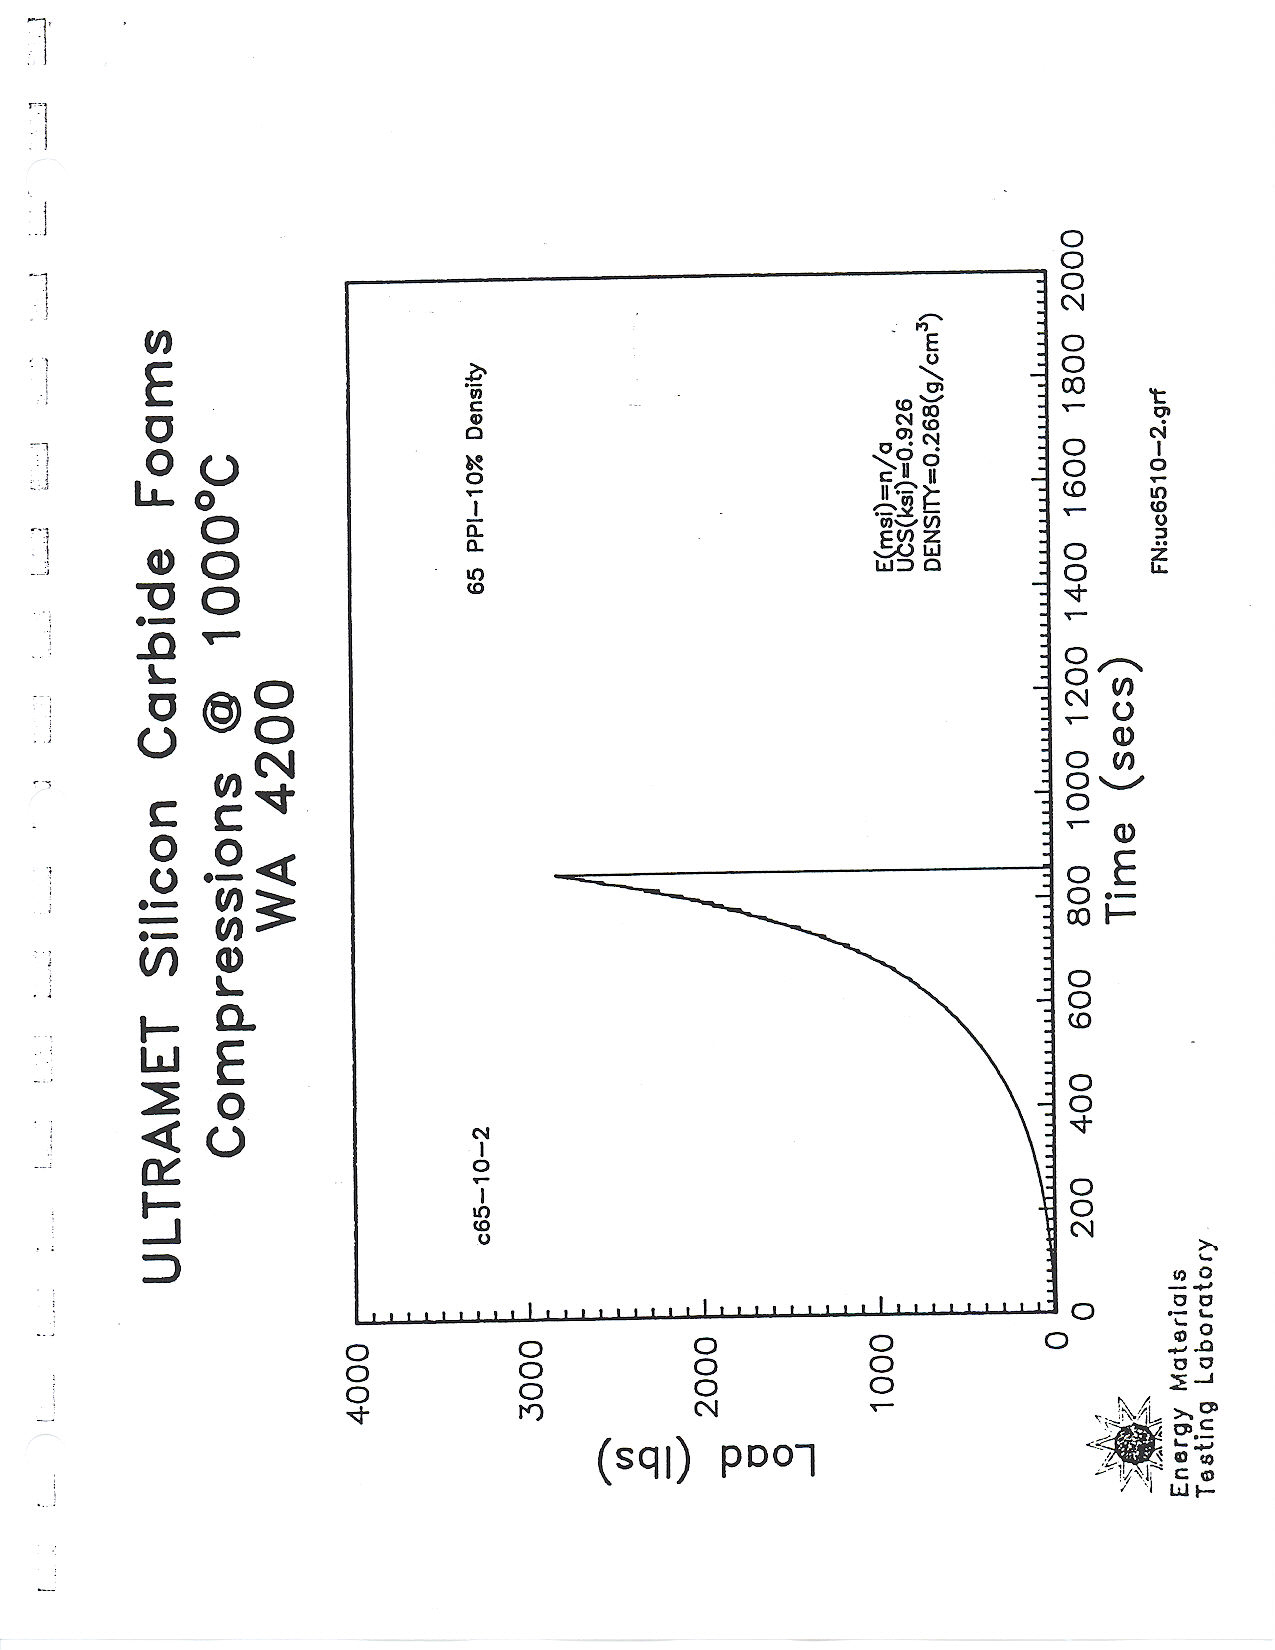 ULTRAMET Silicon Carbide Foams
Compressions @ 1000°C
WA 4200
c65-10-2
65 PPI-10% Density
E(msi)=n/a
UCS(ksi)=0.926
DENSITY=0.268(g/cm³)
Load (lbs)
4000
3000
2000
1000
0
0 200 400 600 800 1000 1200 1400 1600 1800 2000
Time (secs)
FN:uc6510-2.grf
Energy Materials
Testing Laboratory